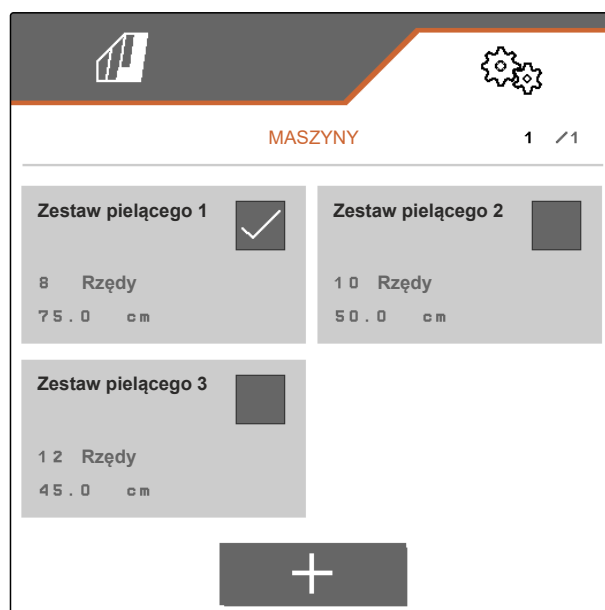 MASZYNY 1 /1
Zestaw pielącego 1
8 Rzędy
75.0 cm
Zestaw pielącego 2
10 Rzędy
50.0 cm
Zestaw pielącego 3
12 Rzędy
45.0 cm